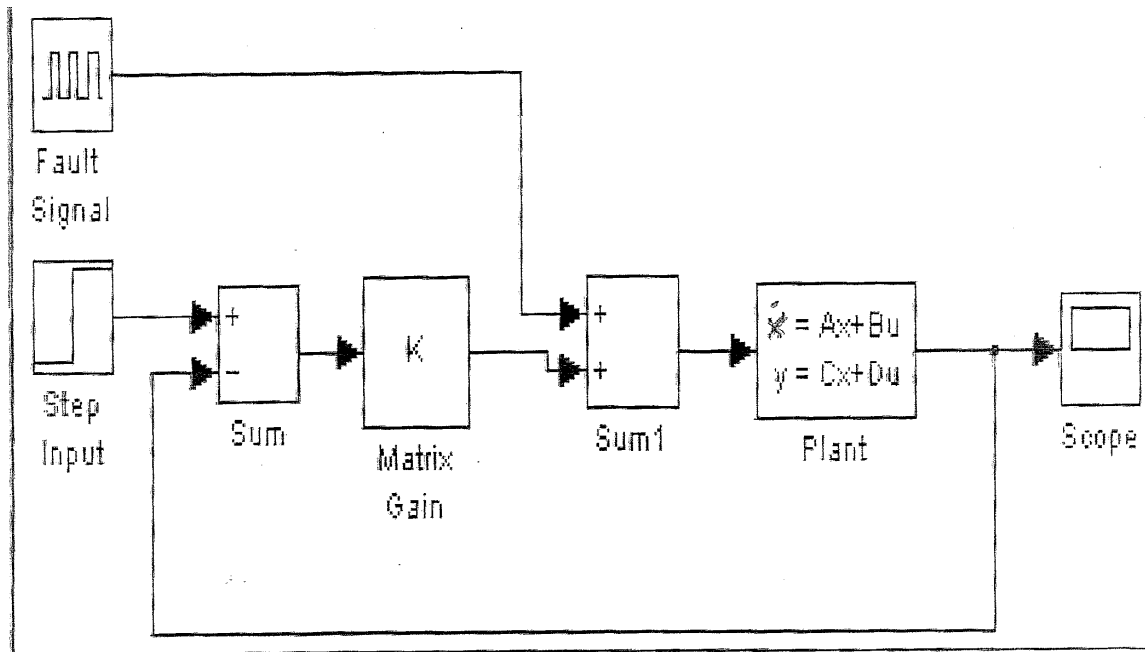 Fault
Signal
Step
Input
+
−
Sum
K
Matrix
Gain
+
+
Sum1
ẋ = Ax+Bu
y = Cx+Du
Plant
Scope